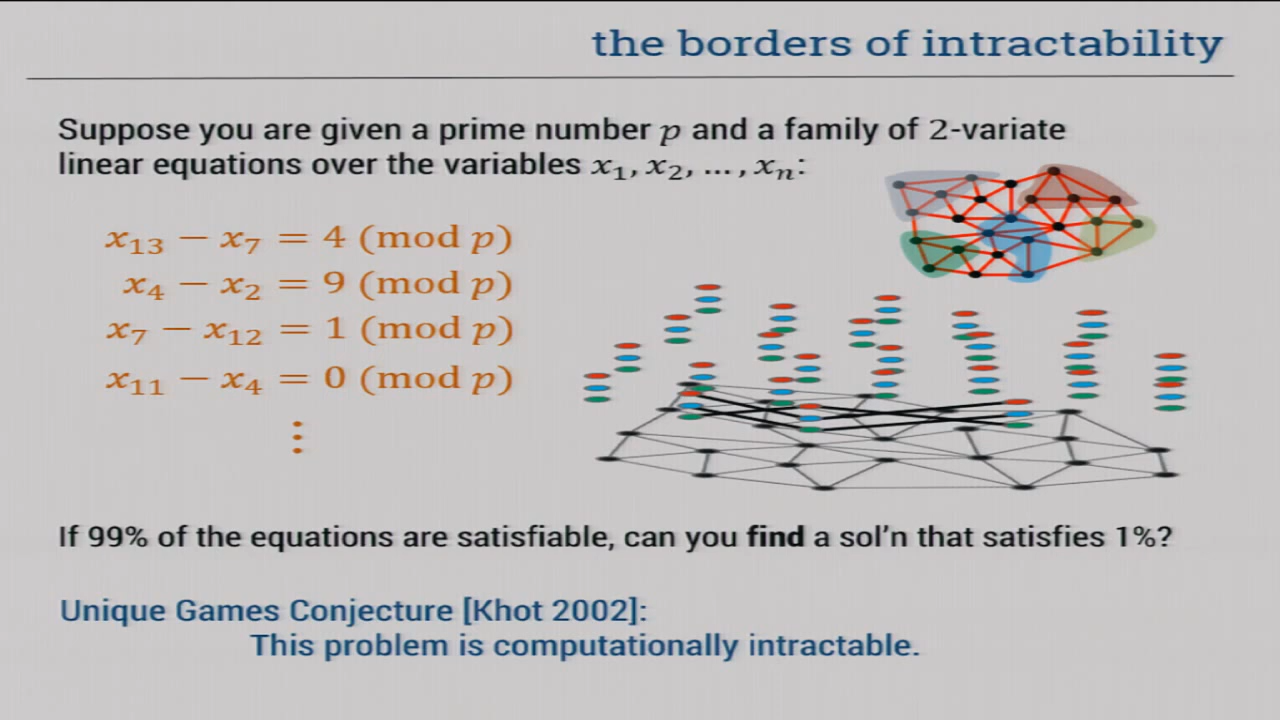 the borders of intractability
Suppose you are given a prime number p and a family of 2-variate
linear equations over the variables x₁, x₂, …, xₙ:
x₁₃ − x₇ = 4 (mod p)
x₄ − x₂ = 9 (mod p)
x₇ − x₁₂ = 1 (mod p)
x₁₁ − x₄ = 0 (mod p)
⋮
If 99% of the equations are satisfiable, can you find a sol'n that satisfies 1%?
Unique Games Conjecture [Khot 2002]:
This problem is computationally intractable.